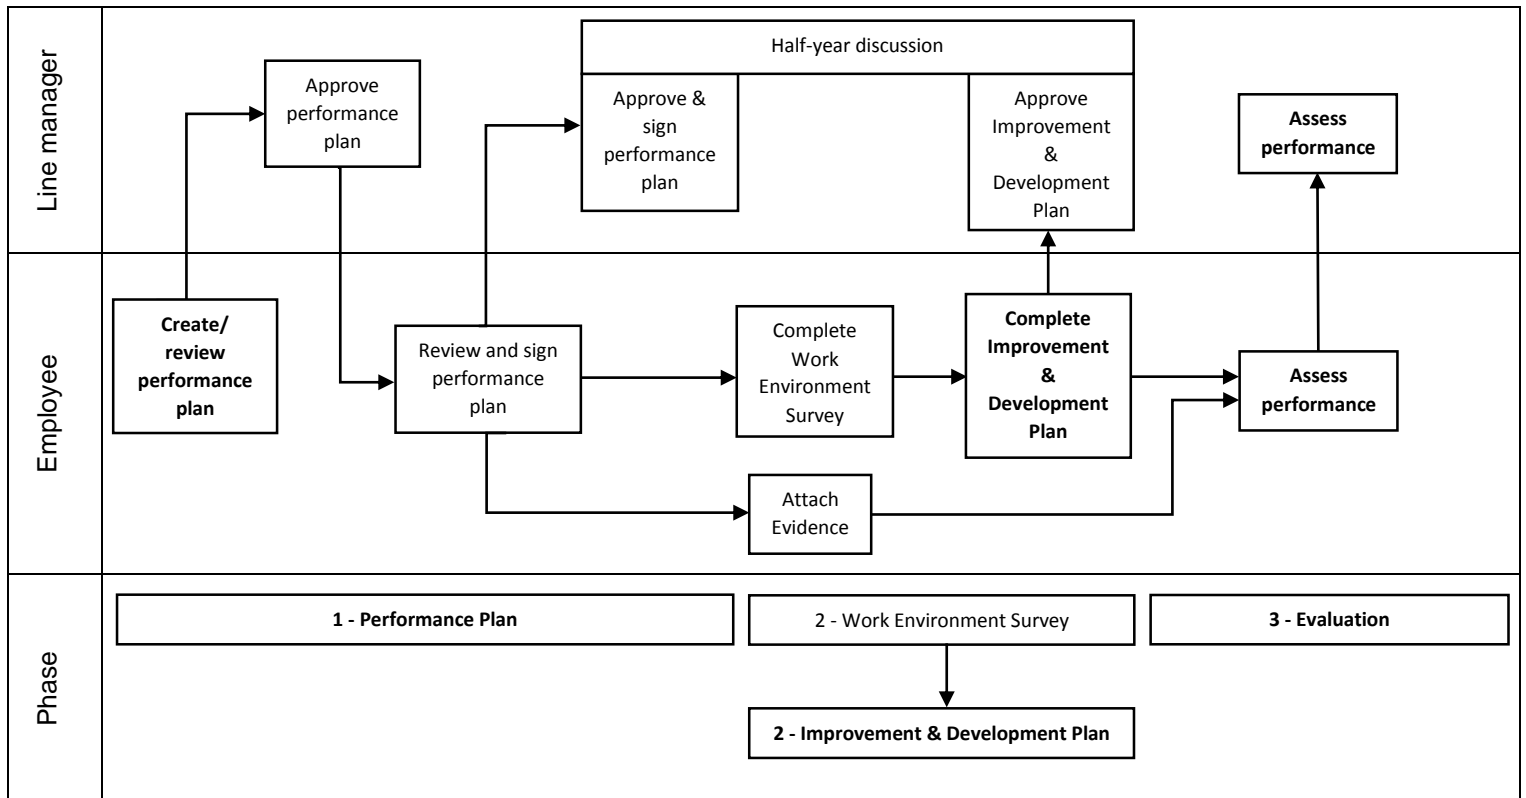 Line manager
Half-year discussion
Approve
performance
plan
Approve &
sign
performance
plan
Approve
Improvement
&
Development
Plan
Assess
performance
Employee
Create/
review
performance
plan
Review and sign
performance
plan
Complete
Work
Environment
Survey
Complete
Improvement
&
Development
Plan
Assess
performance
Attach
Evidence
Phase
1 - Performance Plan
2 - Work Environment Survey
3 - Evaluation
2 - Improvement & Development Plan